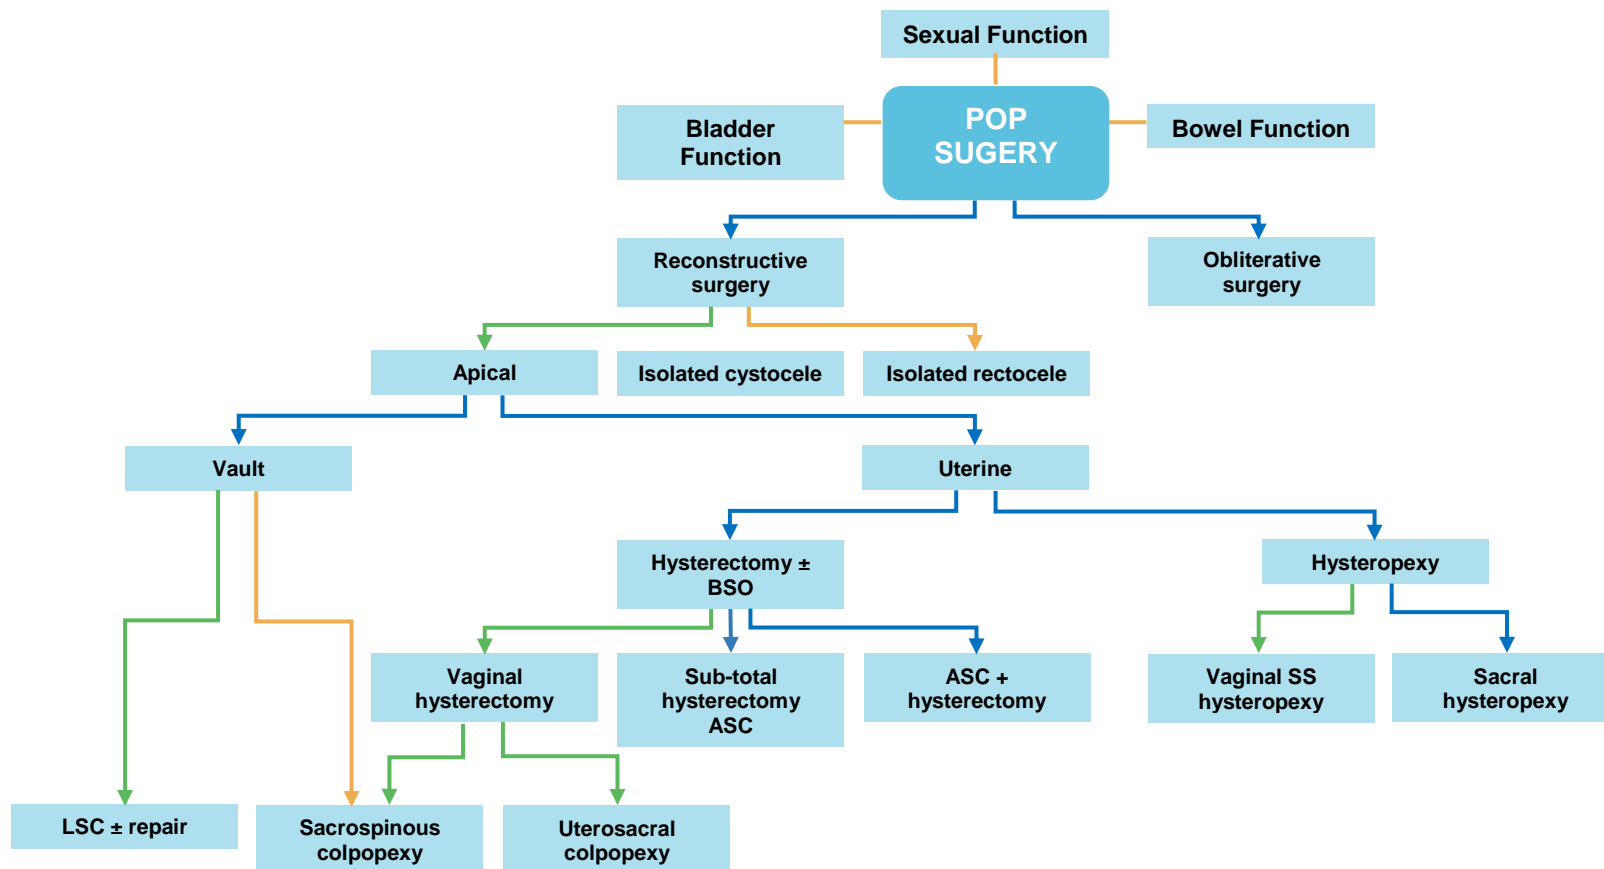 Sexual Function
POP
SUGERY
Bladder
Function
Bowel Function
Reconstructive
surgery
Obliterative
surgery
Apical
Isolated cystocele
Isolated rectocele
Vault
Uterine
Hysterectomy ±
BSO
Hysteropexy
Vaginal
hysterectomy
Sub-total
hysterectomy
ASC
ASC +
hysterectomy
Vaginal SS
hysteropexy
Sacral
hysteropexy
LSC ± repair
Sacrospinous
colpopexy
Uterosacral
colpopexy